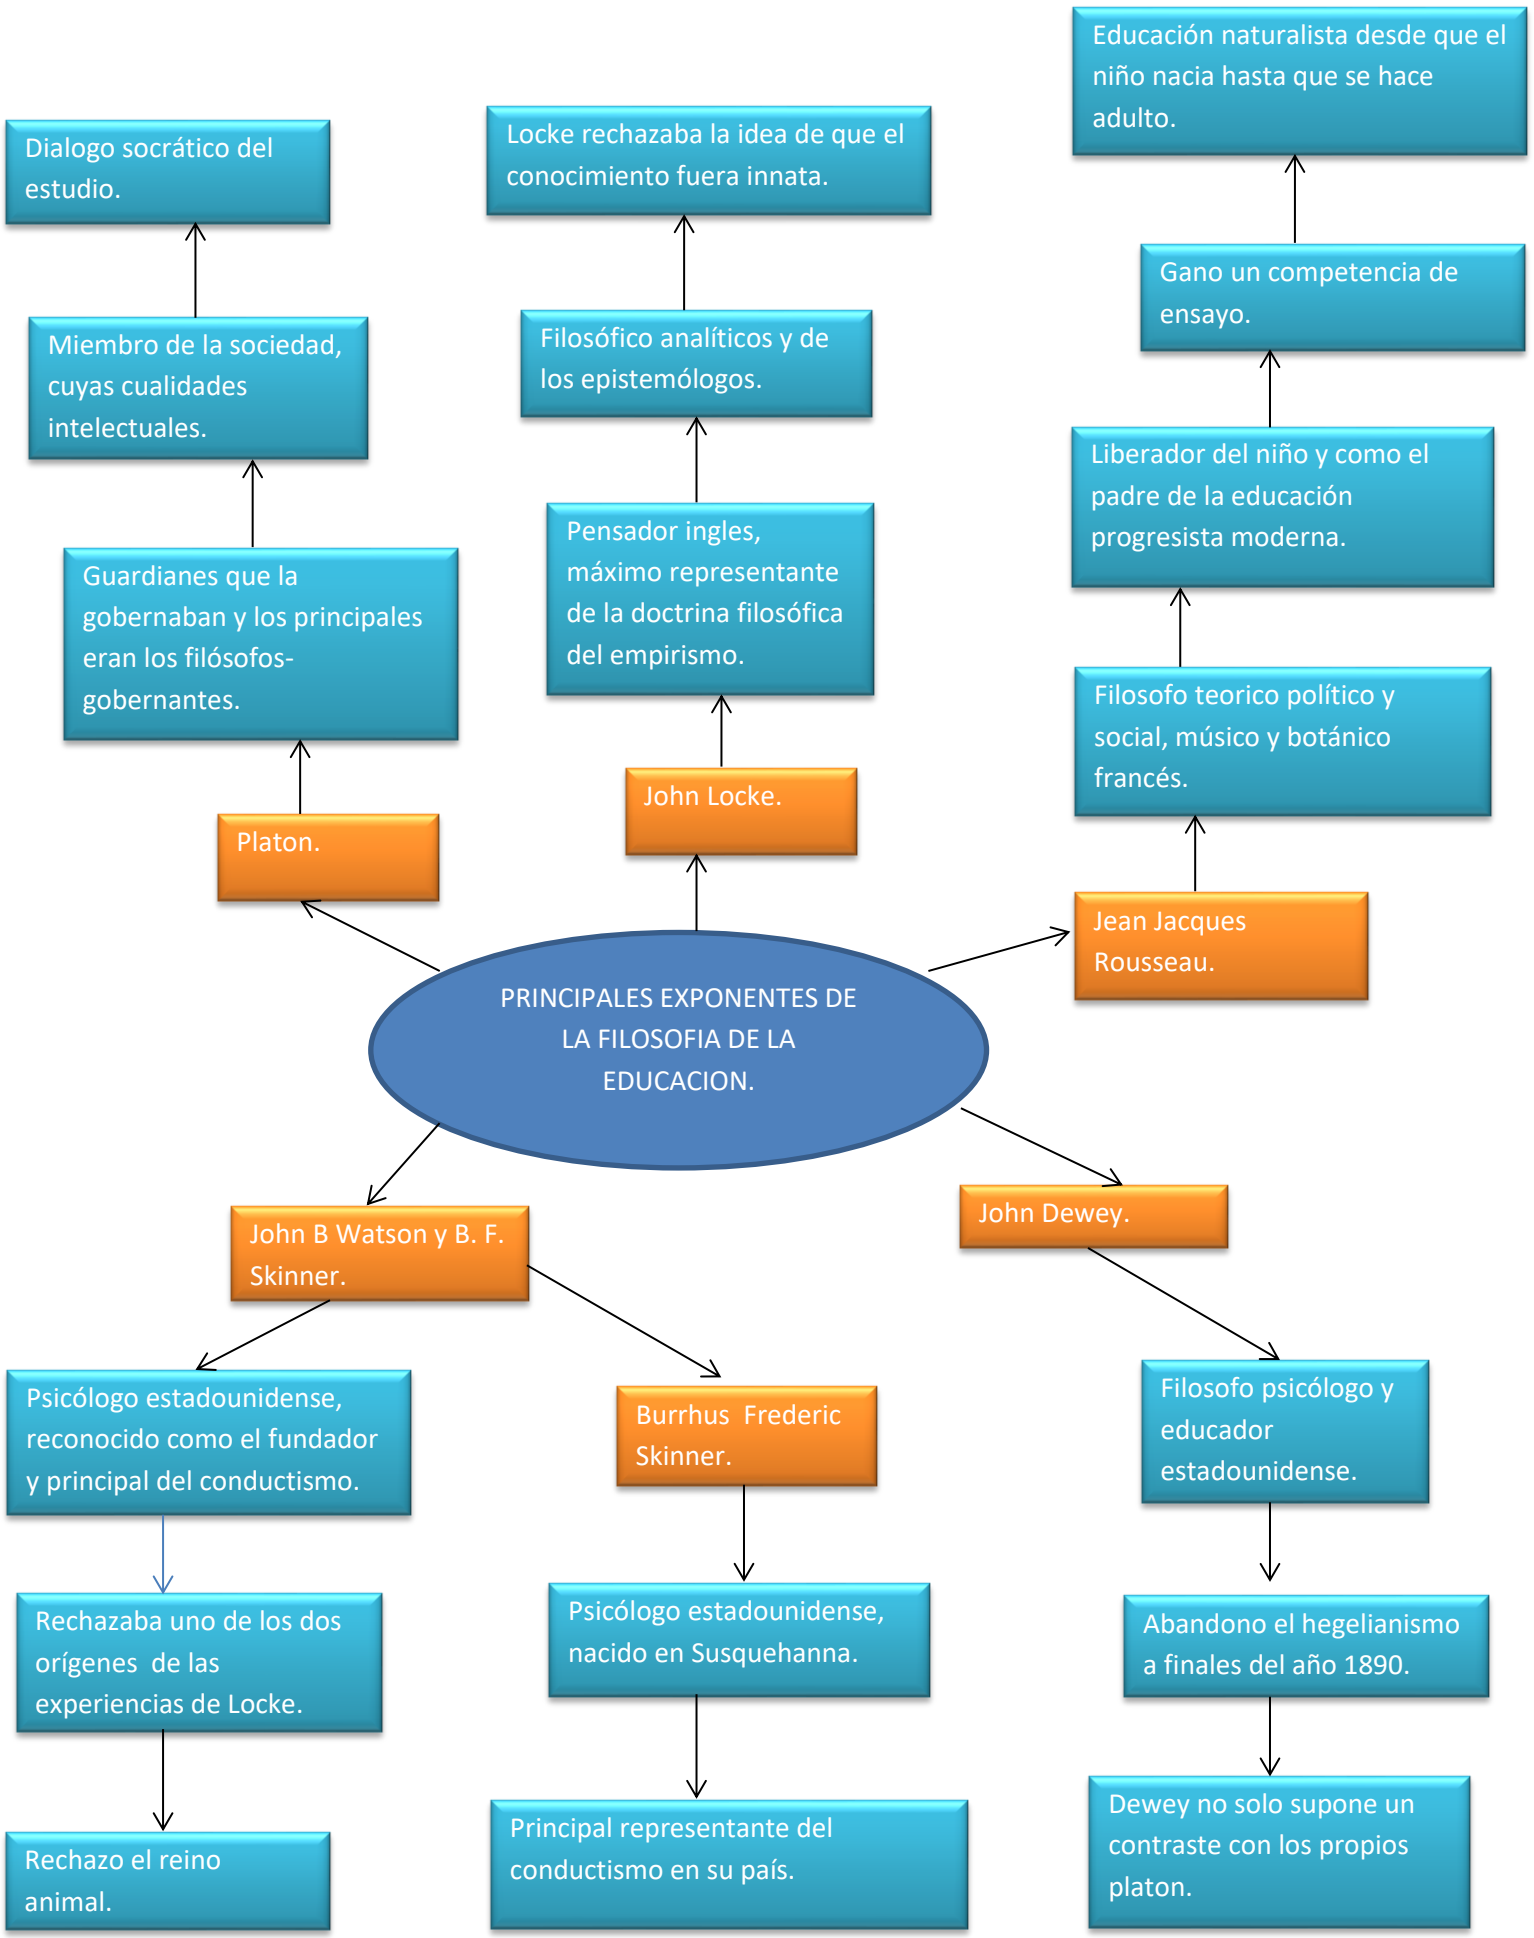 Educación naturalista desde que el
niño nacia hasta que se hace
adulto.
Dialogo socrático del
estudio.
Locke rechazaba la idea de que el
conocimiento fuera innata.
Gano un competencia de
ensayo.
Miembro de la sociedad,
cuyas cualidades
intelectuales.
Filosófico analíticos y de
los epistemólogos.
Liberador del niño y como el
padre de la educación
progresista moderna.
Guardianes que la
gobernaban y los principales
eran los filósofos-
gobernantes.
Pensador ingles,
máximo representante
de la doctrina filosófica
del empirismo.
Filosofo teorico político y
social, músico y botánico
francés.
Platon.
John Locke.
Jean Jacques
Rousseau.
PRINCIPALES EXPONENTES DE
LA FILOSOFIA DE LA
EDUCACION.
John B Watson y B. F.
Skinner.
John Dewey.
Psicólogo estadounidense,
reconocido como el fundador
y principal del conductismo.
Burrhus  Frederic
Skinner.
Filosofo psicólogo y
educador
estadounidense.
Rechazaba uno de los dos
orígenes  de las
experiencias de Locke.
Psicólogo estadounidense,
nacido en Susquehanna.
Abandono el hegelianismo
a finales del año 1890.
Rechazo el reino
animal.
Principal representante del
conductismo en su país.
Dewey no solo supone un
contraste con los propios
platon.